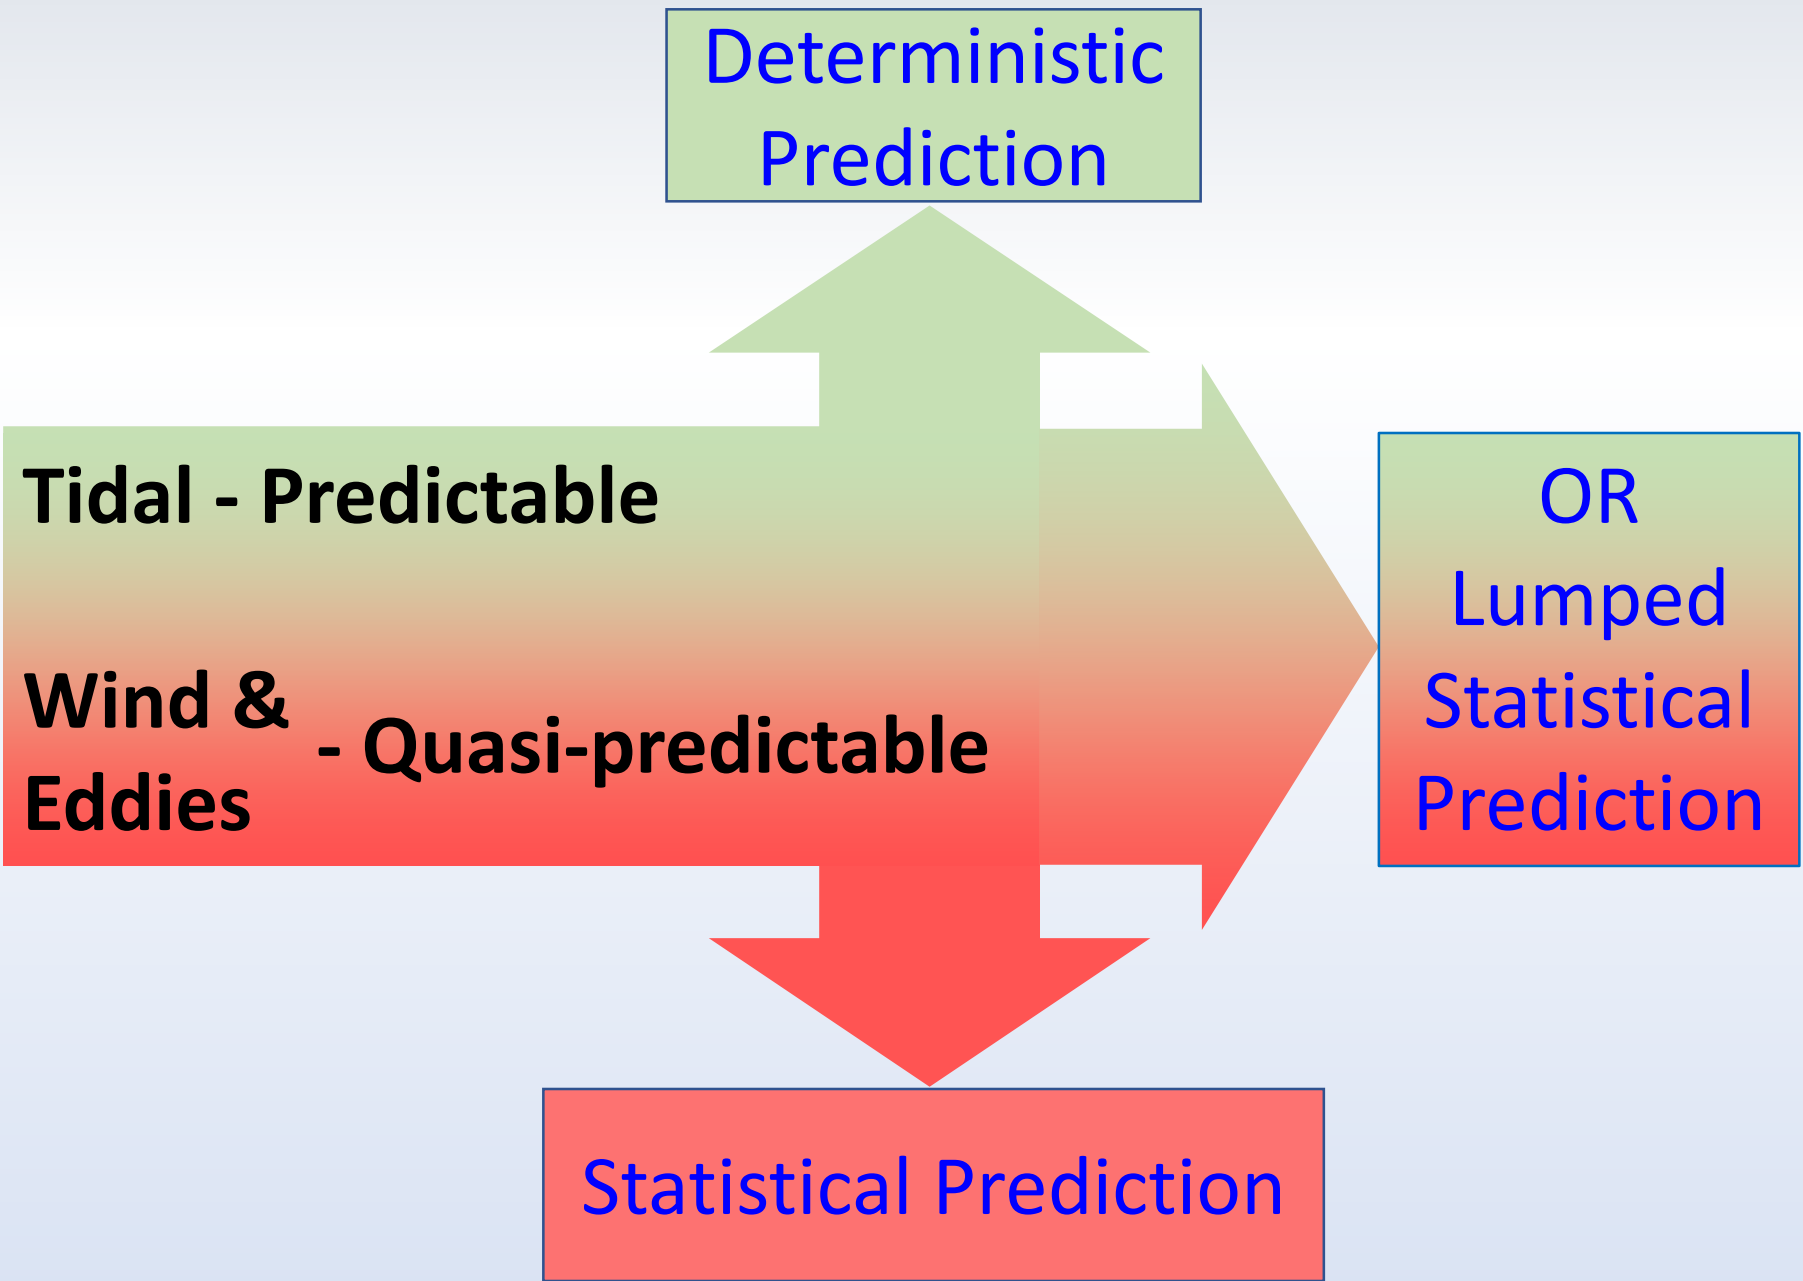 Deterministic
Prediction
Tidal - Predictable
Wind &
Eddies
- Quasi-predictable
OR
Lumped
Statistical
Prediction
Statistical Prediction